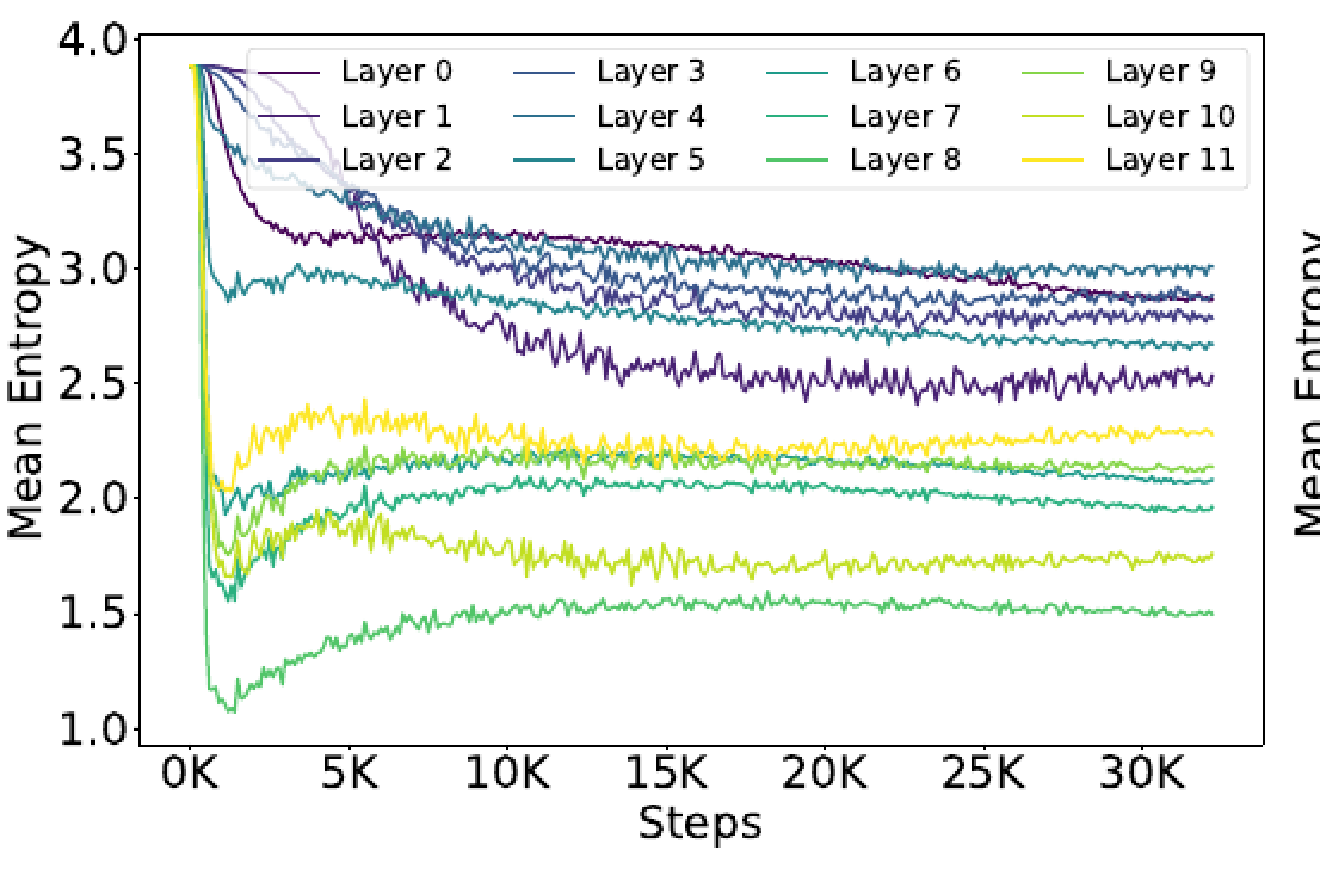 4.0
3.5
3.0
2.5
2.0
1.5
1.0
Mean Entropy
Layer 0
Layer 1
Layer 2
Layer 3
Layer 4
Layer 5
Layer 6
Layer 7
Layer 8
Layer 9
Layer 10
Layer 11
0K
5K
10K
15K
20K
25K
30K
Steps
Mean Entropy